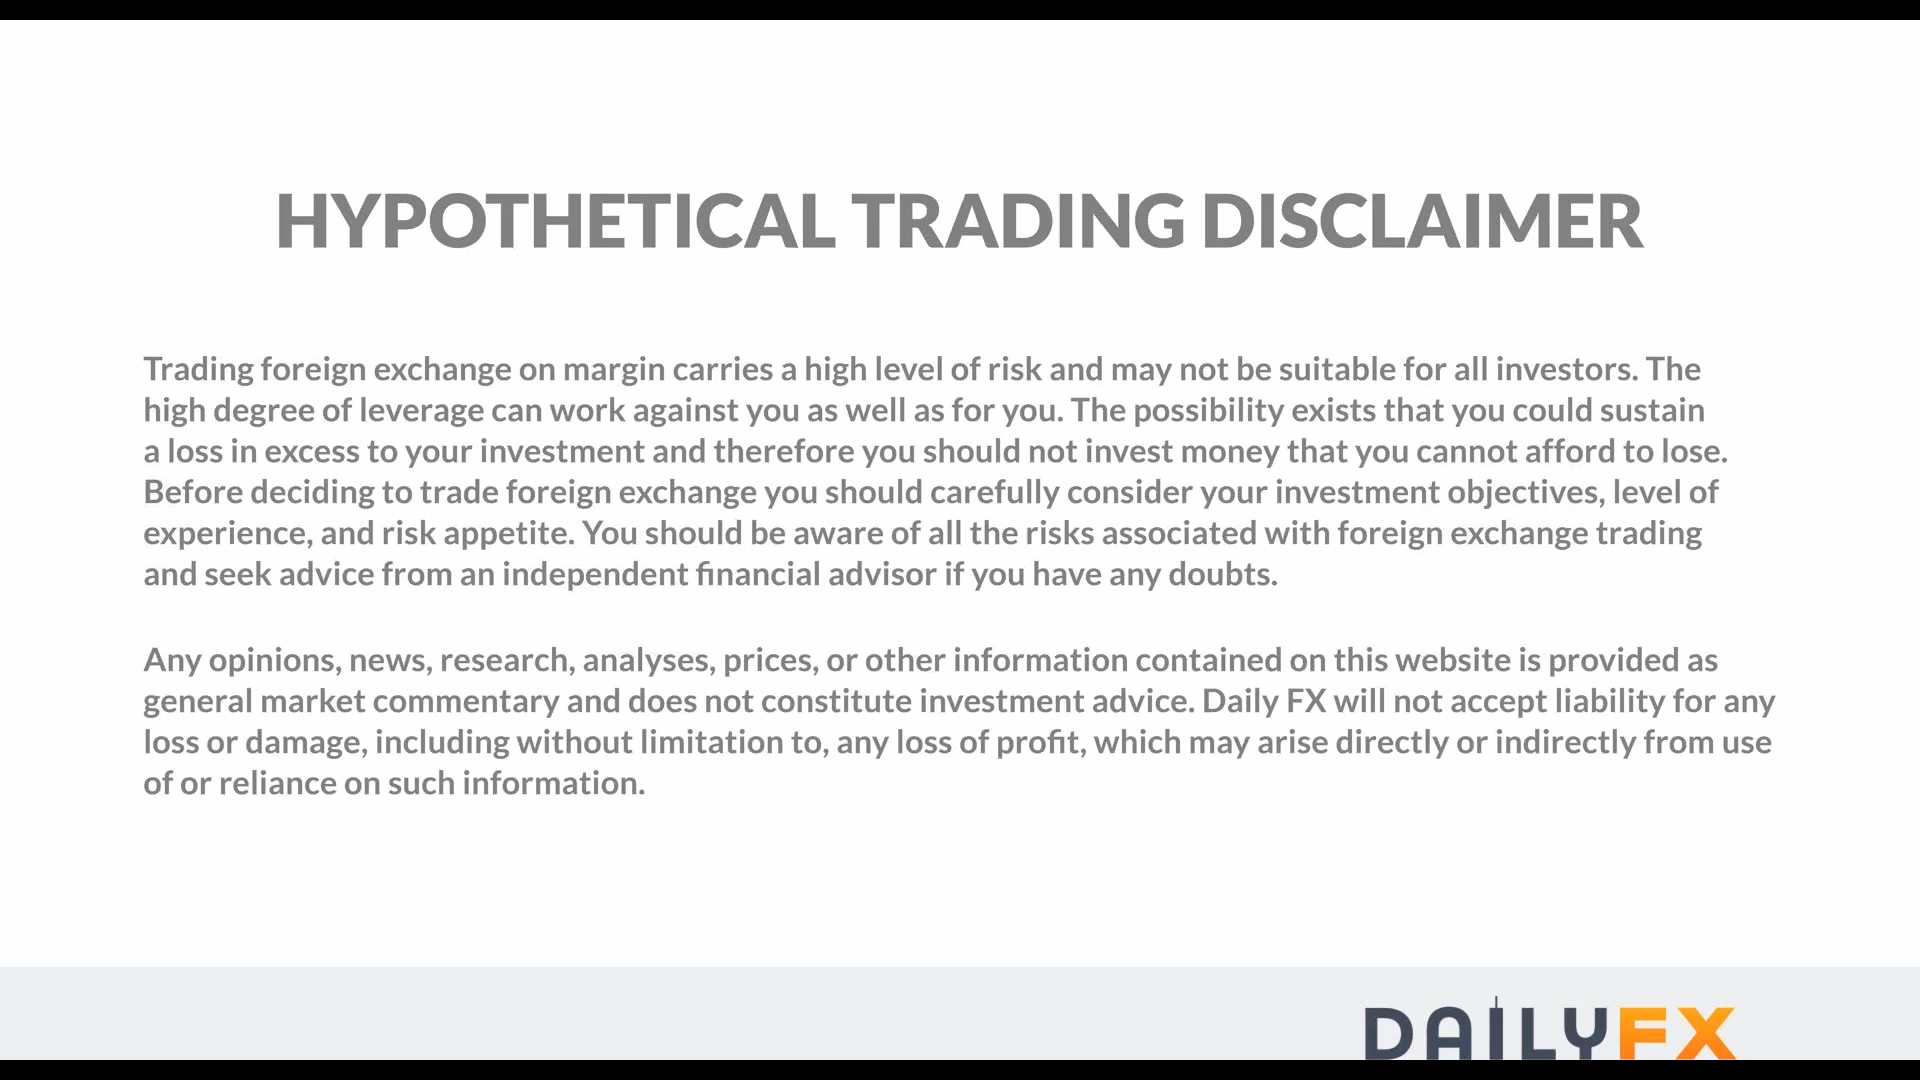 HYPOTHETICAL TRADING DISCLAIMER
Trading foreign exchange on margin carries a high level of risk and may not be suitable for all investors. The
high degree of leverage can work against you as well as for you. The possibility exists that you could sustain
a loss in excess to your investment and therefore you should not invest money that you cannot afford to lose.
Before deciding to trade foreign exchange you should carefully consider your investment objectives, level of
experience, and risk appetite. You should be aware of all the risks associated with foreign exchange trading
and seek advice from an independent financial advisor if you have any doubts.
Any opinions, news, research, analyses, prices, or other information contained on this website is provided as
general market commentary and does not constitute investment advice. Daily FX will not accept liability for any
loss or damage, including without limitation to, any loss of profit, which may arise directly or indirectly from use
of or reliance on such information.
DAILYFX